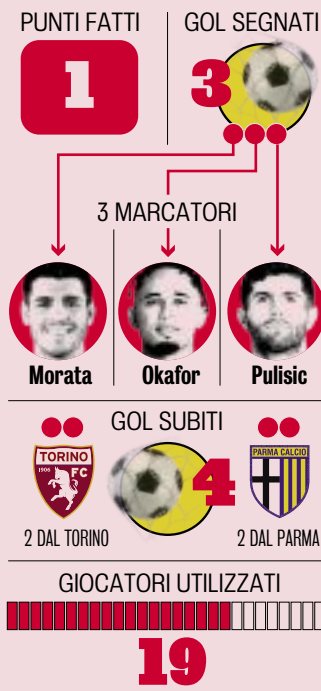 PUNTI FATTI
1
GOL SEGNATI
3
3 MARCATORI
Morata
Okafor
Pulisic
GOL SUBITI
4
TORINO
1906 FC
2 DAL TORINO
PARMA CALCIO
2 DAL PARMA
GIOCATORI UTILIZZATI
19